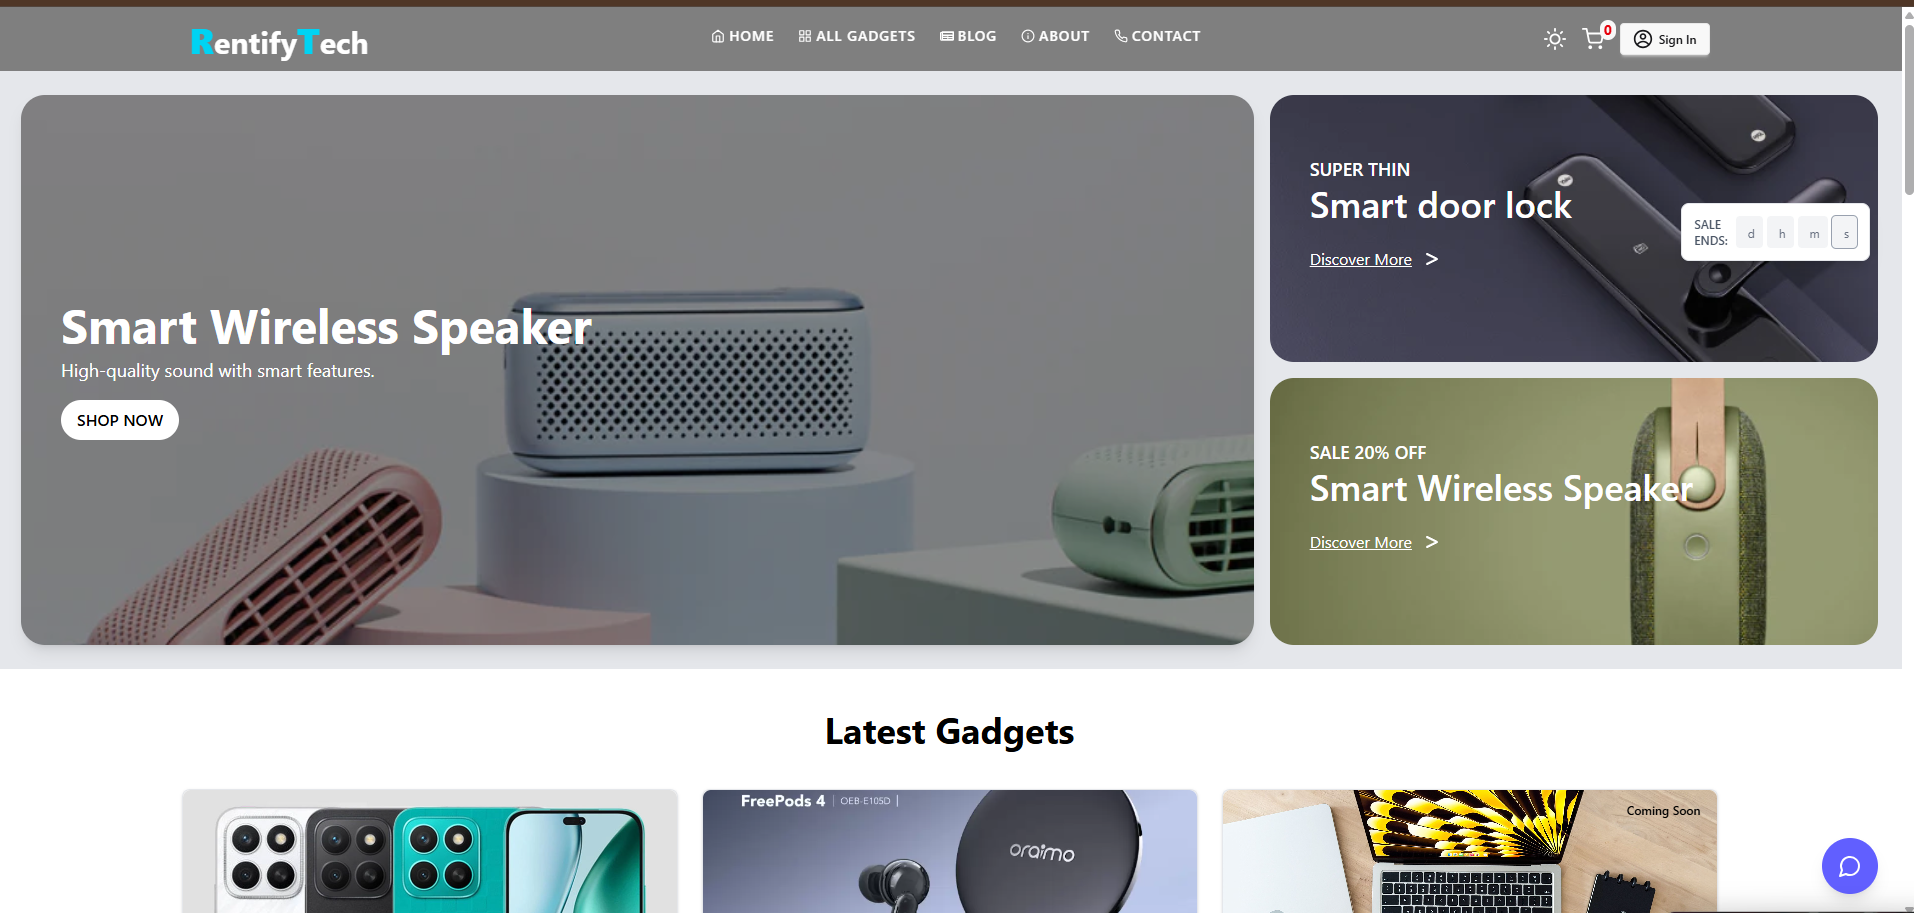 RentifyTech
HOME
ALL GADGETS
BLOG
ABOUT
CONTACT
0
Sign In
Smart Wireless Speaker
High-quality sound with smart features.
SHOP NOW
SUPER THIN
Smart door lock
Discover More >
SALE
ENDS:
d h m s
SALE 20% OFF
Smart Wireless Speaker
Discover More >
Latest Gadgets
FreePods 4 | OEB-E105D |
oraimo
Coming Soon